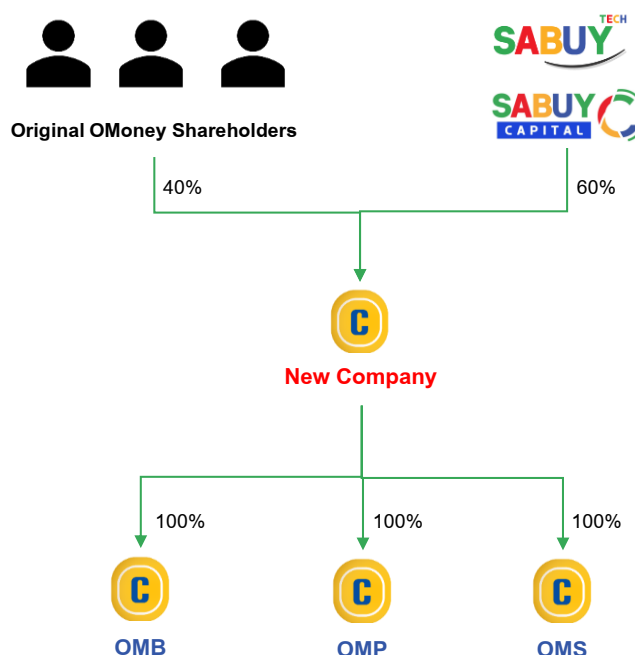 TECH
SABUY
SABUY
CAPITAL
Original OMoney Shareholders
40%
60%
C
New Company
100%
100%
100%
C
C
C
OMB
OMP
OMS